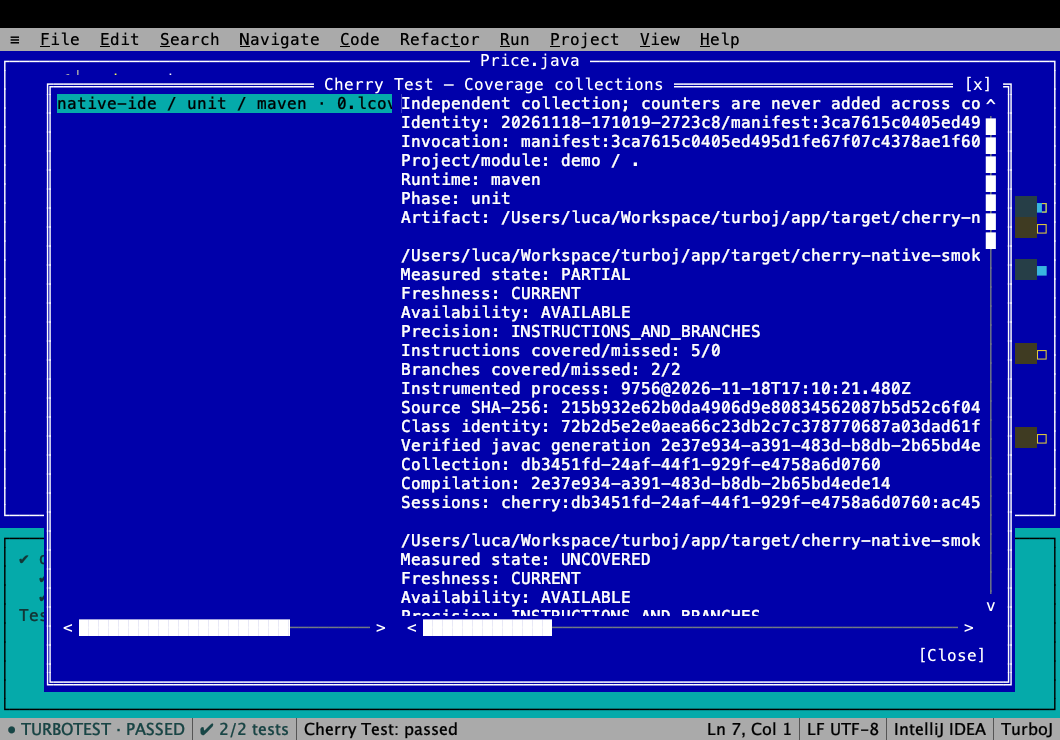 ≡ File Edit Search Navigate Code Refactor Run Project View Help
Price.java
Cherry Test — Coverage collections [x]
native-ide / unit / maven · 0.lcov
Independent collection; counters are never added across co
Identity: 20261118-171019-2723c8/manifest:3ca7615c0405ed49
Invocation: manifest:3ca7615c0405ed495d1fe67f07c4378ae1f60
Project/module: demo / .
Runtime: maven
Phase: unit
Artifact: /Users/luca/Workspace/turboj/app/target/cherry-n
/Users/luca/Workspace/turboj/app/target/cherry-native-smok
Measured state: PARTIAL
Freshness: CURRENT
Availability: AVAILABLE
Precision: INSTRUCTIONS_AND_BRANCHES
Instructions covered/missed: 5/0
Branches covered/missed: 2/2
Instrumented process: 9756@2026-11-18T17:10:21.480Z
Source SHA-256: 215b932e62b0da4906d9e80834562087b5d52c6f04
Class identity: 72b2d5e2e0aea66c23db2c7c378770687a03dad61f
Verified javac generation 2e37e934-a391-483d-b8db-2b65bd4e
Collection: db3451fd-24af-44f1-929f-e4758a6d0760
Compilation: 2e37e934-a391-483d-b8db-2b65bd4ede14
Sessions: cherry:db3451fd-24af-44f1-929f-e4758a6d0760:ac45
/Users/luca/Workspace/turboj/app/target/cherry-native-smok
Measured state: UNCOVERED
Freshness: CURRENT
Availability: AVAILABLE
Precision: INSTRUCTIONS_AND_BRANCHES
Tes
[Close]
• TURBOTEST · PASSED ✔ 2/2 tests Cherry Test: passed Ln 7, Col 1 LF UTF-8 IntelliJ IDEA TurboJ